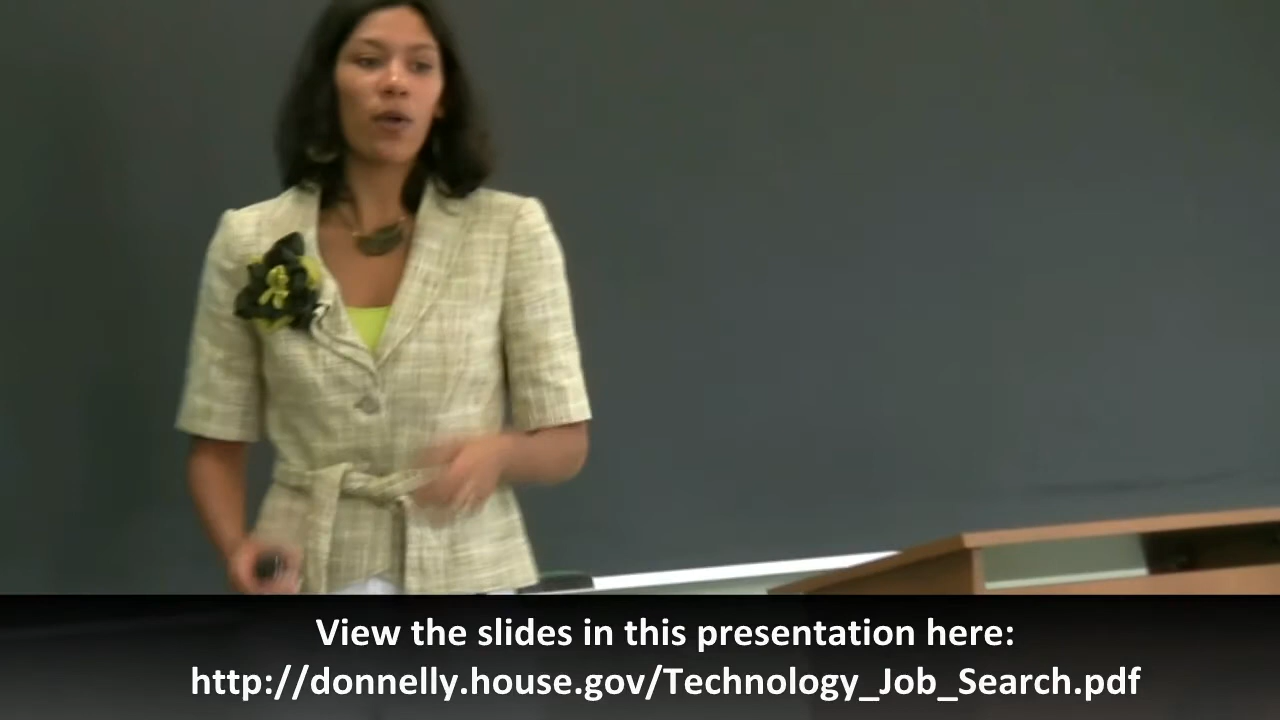 View the slides in this presentation here:
http://donnelly.house.gov/Technology_Job_Search.pdf